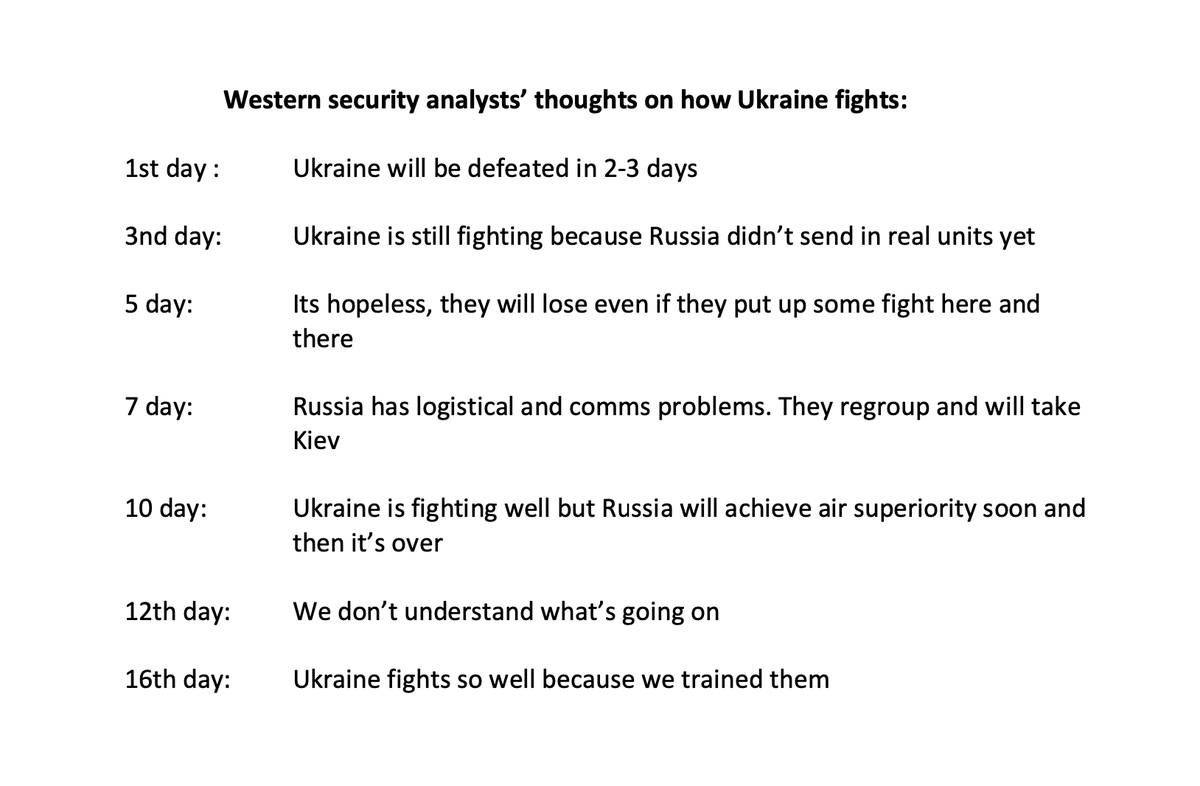 Western security analysts’ thoughts on how Ukraine fights:
1st day : Ukraine will be defeated in 2-3 days
3nd day: Ukraine is still fighting because Russia didn’t send in real units yet
5 day: Its hopeless, they will lose even if they put up some fight here and
there
7 day: Russia has logistical and comms problems. They regroup and will take
Kiev
10 day: Ukraine is fighting well but Russia will achieve air superiority soon and
then it’s over
12th day: We don’t understand what’s going on
16th day: Ukraine fights so well because we trained them